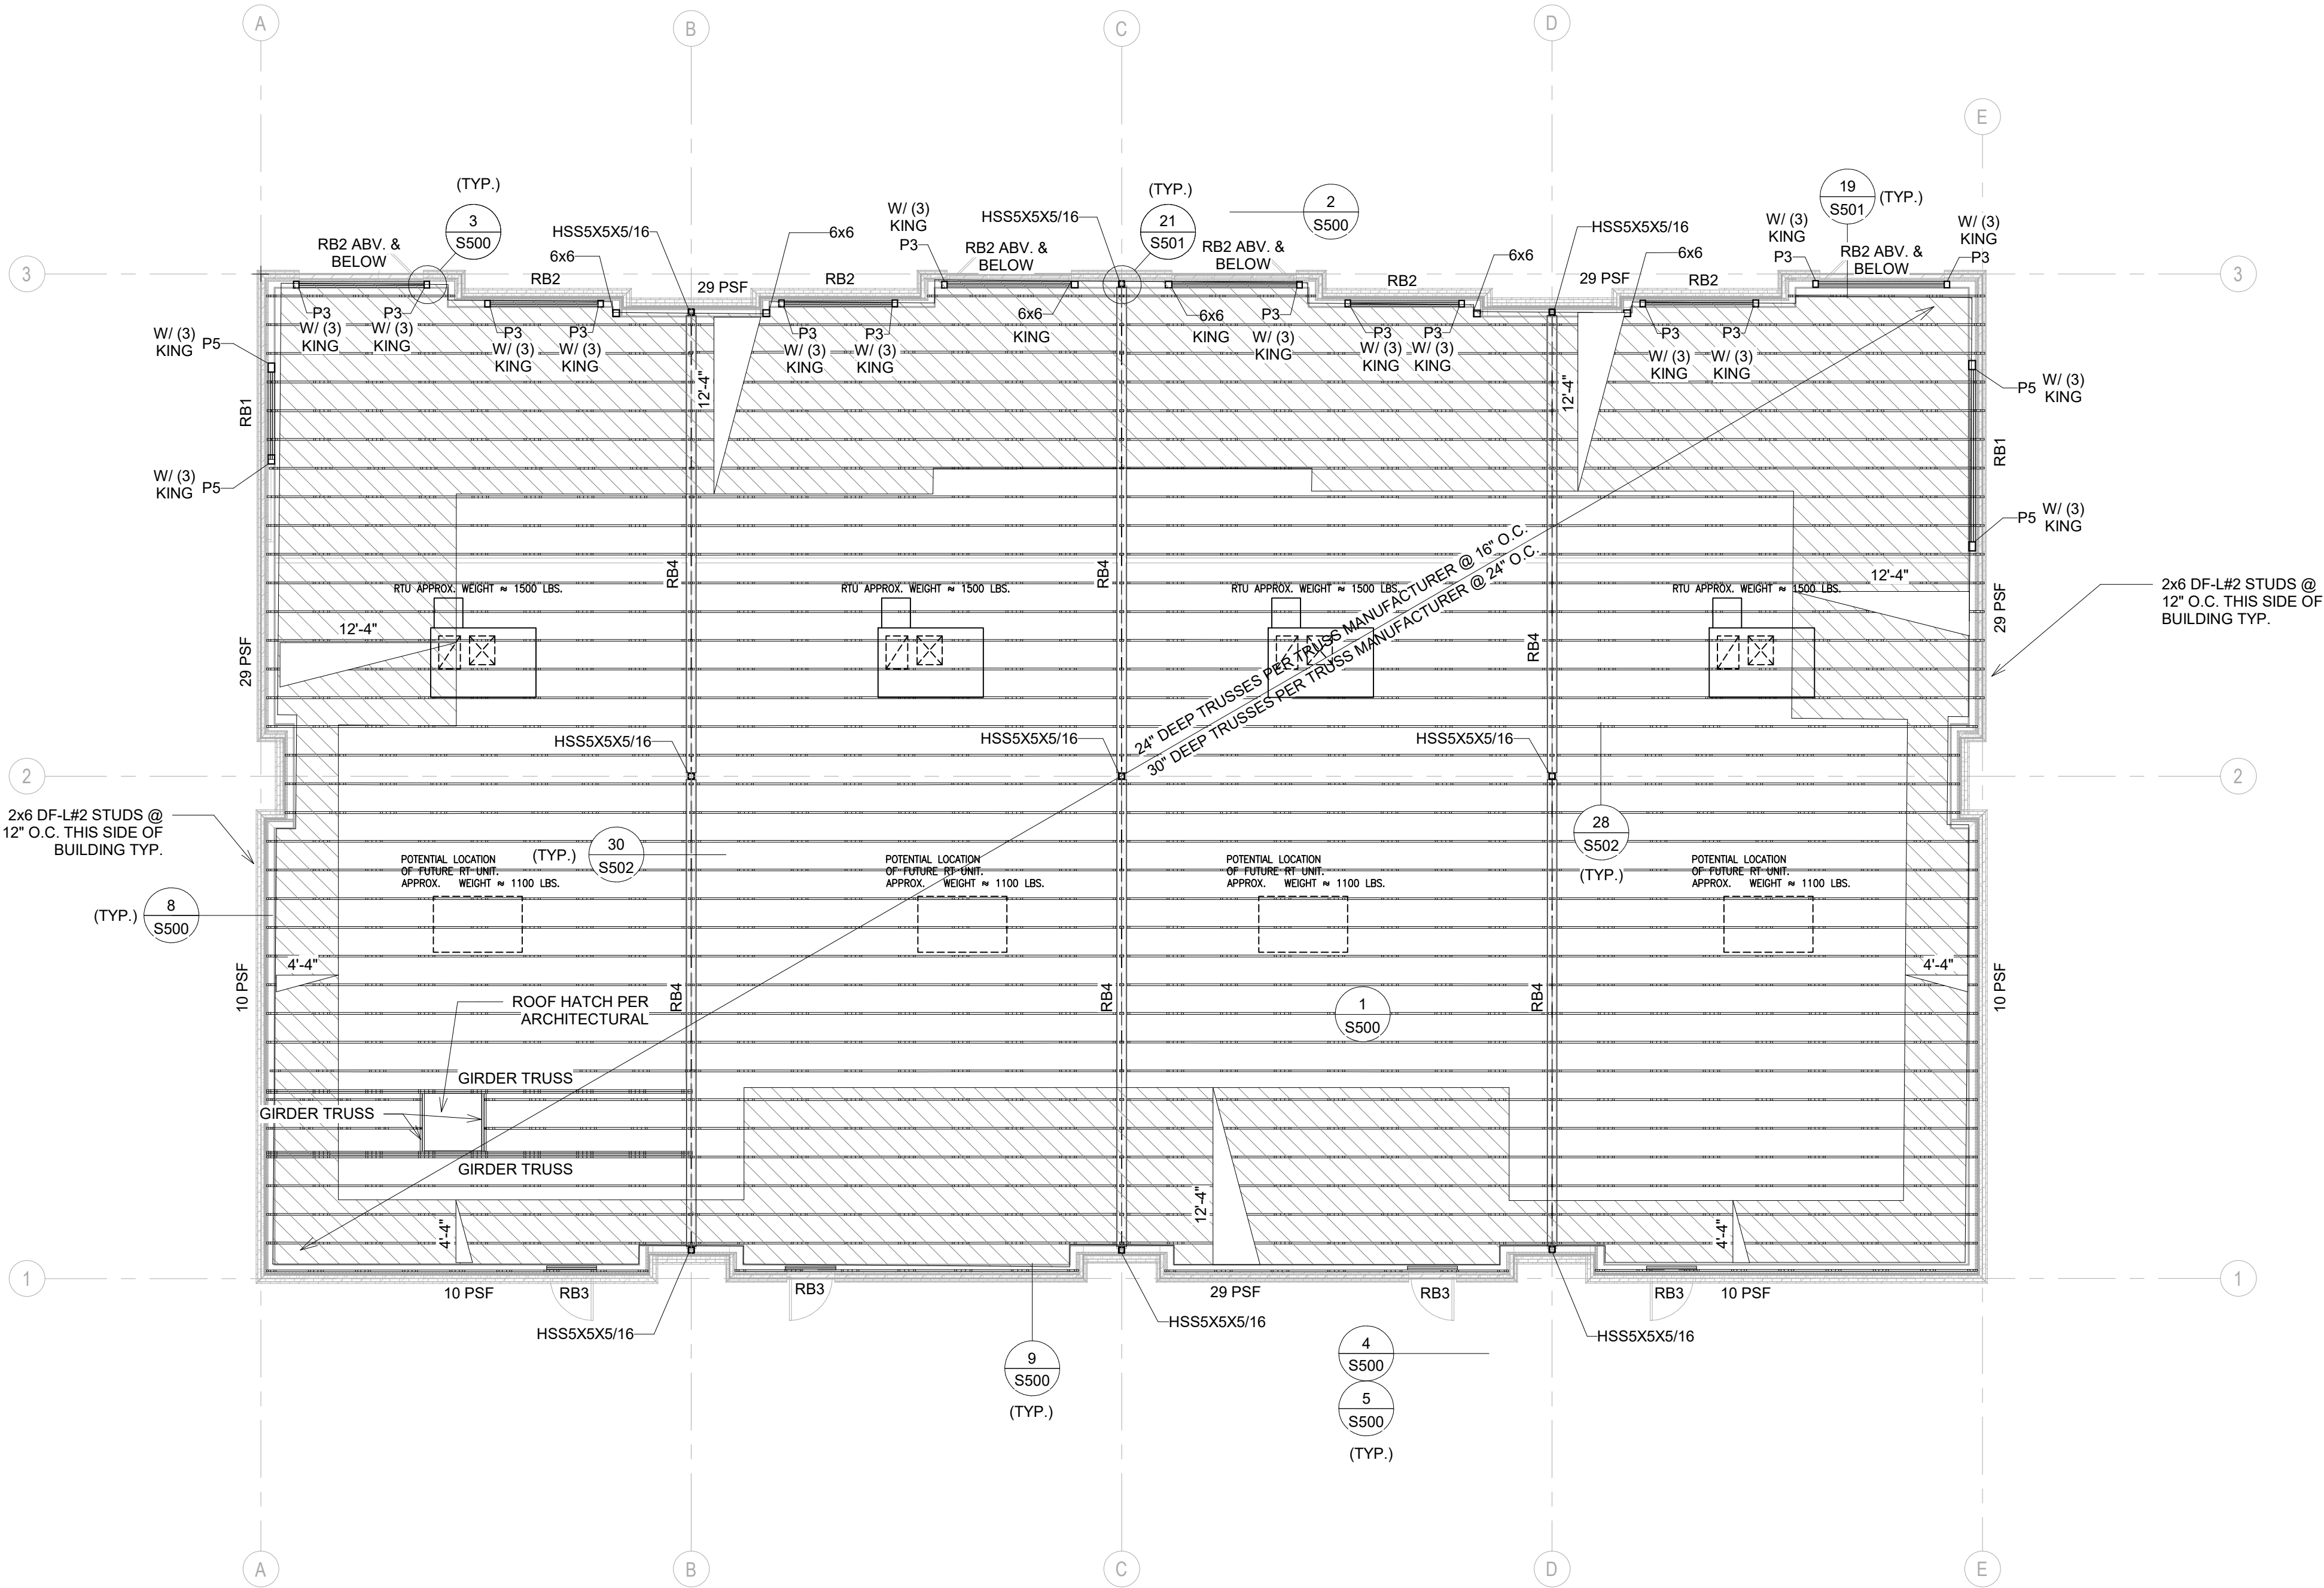 A
B
C
D
E
(TYP.)
3
S500
HSS5X5X5/16
6x6
6x6
W/ (3)
KING
P3
HSS5X5X5/16
(TYP.)
21
S501
2
S500
HSS5X5X5/16
6x6
6x6
W/ (3)
KING
P3
19
S501
(TYP.)
W/ (3)
KING
P3
3
RB2 ABV. &
BELOW
RB2
29 PSF
RB2
RB2 ABV. &
BELOW
RB2 ABV. &
BELOW
RB2
29 PSF
RB2
RB2 ABV. &
BELOW
3
P3
W/ (3)
KING
P3
W/ (3)
KING
P3
W/ (3)
KING
P3
W/ (3)
KING
P3
W/ (3)
KING
P3
W/ (3)
KING
6x6
KING
6x6
KING
P3
W/ (3)
KING
P3
W/ (3)
KING
P3
W/ (3)
KING
P3
W/ (3)
KING
P3
W/ (3)
KING
W/ (3)
KING
P5
W/ (3)
KING
P5
RB1
12'-4"
12'-4"
P5
W/ (3)
KING
RB1
P5
W/ (3)
KING
RB4
RB4
RB4
24" DEEP TRUSSES PER TRUSS MANUFACTURER @ 16" O.C.
30" DEEP TRUSSES PER TRUSS MANUFACTURER @ 24" O.C.
RTU APPROX. WEIGHT ≈ 1500 LBS.
RTU APPROX. WEIGHT ≈ 1500 LBS.
RTU APPROX. WEIGHT ≈ 1500 LBS.
RTU APPROX. WEIGHT ≈ 1500 LBS.
12'-4"
12'-4"
29 PSF
29 PSF
2x6 DF-L#2 STUDS @
12" O.C. THIS SIDE OF
BUILDING TYP.
HSS5X5X5/16
HSS5X5X5/16
HSS5X5X5/16
2
2
2x6 DF-L#2 STUDS @
12" O.C. THIS SIDE OF
BUILDING TYP.
(TYP.)
30
S502
28
S502
(TYP.)
POTENTIAL LOCATION
OF FUTURE RT UNIT.
APPROX. WEIGHT ≈ 1100 LBS.
POTENTIAL LOCATION
OF FUTURE RT UNIT.
APPROX. WEIGHT ≈ 1100 LBS.
POTENTIAL LOCATION
OF FUTURE RT UNIT.
APPROX. WEIGHT ≈ 1100 LBS.
POTENTIAL LOCATION
OF FUTURE RT UNIT.
APPROX. WEIGHT ≈ 1100 LBS.
(TYP.)
8
S500
4'-4"
4'-4"
10 PSF
10 PSF
RB4
RB4
RB4
ROOF HATCH PER
ARCHITECTURAL
1
S500
GIRDER TRUSS
GIRDER TRUSS
GIRDER TRUSS
4'-4"
12'-4"
4'-4"
1
1
10 PSF
RB3
RB3
29 PSF
RB3
RB3
10 PSF
HSS5X5X5/16
HSS5X5X5/16
HSS5X5X5/16
9
S500
(TYP.)
4
S500
5
S500
(TYP.)
A
B
C
D
E